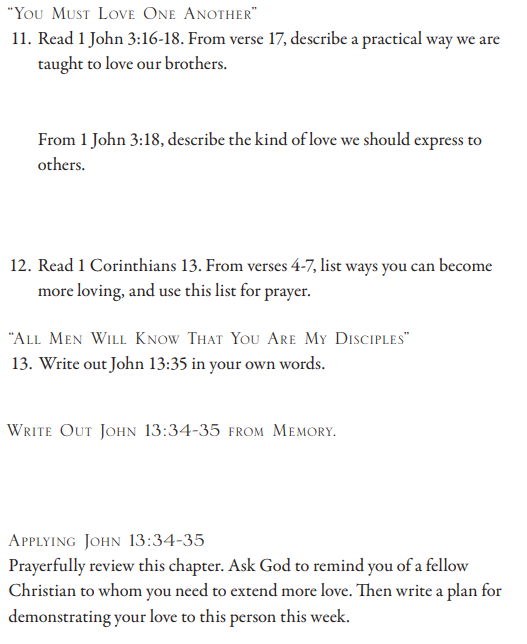 “You Must Love One Another”
11. Read 1 John 3:16-18. From verse 17, describe a practical way we are
taught to love our brothers.
From 1 John 3:18, describe the kind of love we should express to
others.
12. Read 1 Corinthians 13. From verses 4-7, list ways you can become
more loving, and use this list for prayer.
“All Men Will Know That You Are My Disciples”
13. Write out John 13:35 in your own words.
Write Out John 13:34-35 from Memory.
Applying John 13:34-35
Prayerfully review this chapter. Ask God to remind you of a fellow
Christian to whom you need to extend more love. Then write a plan for
demonstrating your love to this person this week.